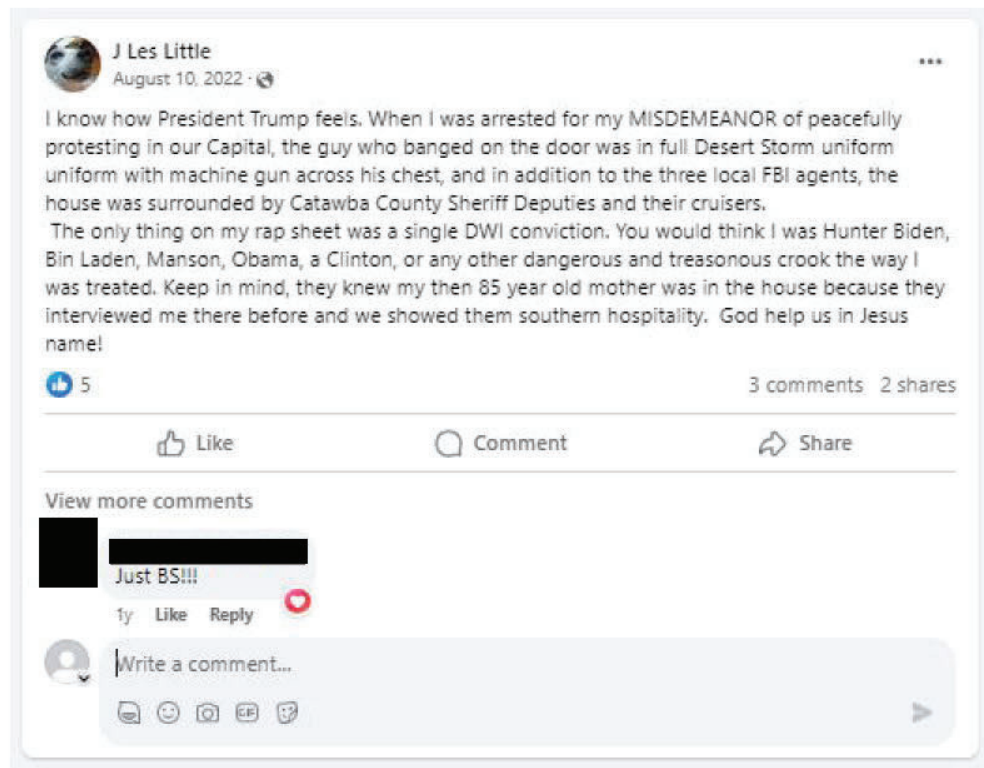 J Les Little
August 10, 2022 ·
I know how President Trump feels. When I was arrested for my MISDEMEANOR of peacefully
protesting in our Capital, the guy who banged on the door was in full Desert Storm uniform
uniform with machine gun across his chest, and in addition to the three local FBI agents, the
house was surrounded by Catawba County Sheriff Deputies and their cruisers.
The only thing on my rap sheet was a single DWI conviction. You would think I was Hunter Biden,
Bin Laden, Manson, Obama, a Clinton, or any other dangerous and treasonous crook the way I
was treated. Keep in mind, they knew my then 85 year old mother was in the house because they
interviewed me there before and we showed them southern hospitality. God help us in Jesus
name!
5 3 comments 2 shares
Like Comment Share
View more comments
Just BS!!!
1y Like Reply
Write a comment...
GIF